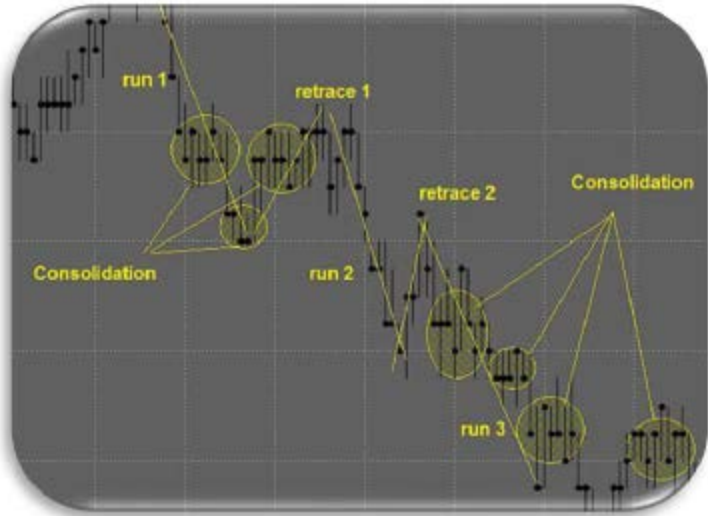 run 1
retrace 1
Consolidation
retrace 2
Consolidation
run 2
run 3